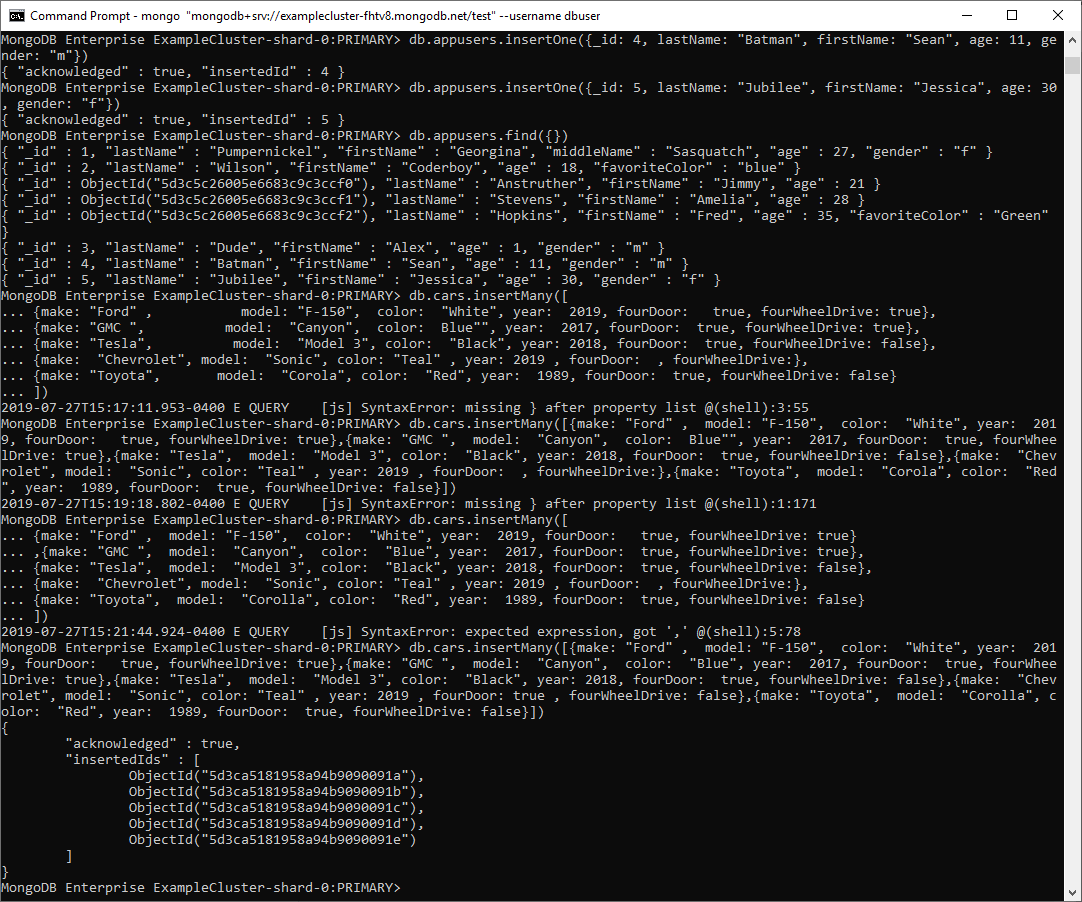 Command Prompt - mongo  "mongodb+srv://examplecluster-fhtv8.mongodb.net/test" --username dbuser
MongoDB Enterprise ExampleCluster-shard-0:PRIMARY> db.appusers.insertOne({_id: 4, lastName: "Batman", firstName: "Sean", age: 11, ge
nder: "m"})
{ "acknowledged" : true, "insertedId" : 4 }
MongoDB Enterprise ExampleCluster-shard-0:PRIMARY> db.appusers.insertOne({_id: 5, lastName: "Jubilee", firstName: "Jessica", age: 30
, gender: "f"})
{ "acknowledged" : true, "insertedId" : 5 }
MongoDB Enterprise ExampleCluster-shard-0:PRIMARY> db.appusers.find({})
{ "_id" : 1, "lastName" : "Pumpernickel", "firstName" : "Georgina", "middleName" : "Sasquatch", "age" : 27, "gender" : "f" }
{ "_id" : 2, "lastName" : "Wilson", "firstName" : "Coderboy", "age" : 18, "favoriteColor" : "blue" }
{ "_id" : ObjectId("5d3c5c26005e6683c9c3ccf0"), "lastName" : "Anstruther", "firstName" : "Jimmy", "age" : 21 }
{ "_id" : ObjectId("5d3c5c26005e6683c9c3ccf1"), "lastName" : "Stevens", "firstName" : "Amelia", "age" : 28 }
{ "_id" : ObjectId("5d3c5c26005e6683c9c3ccf2"), "lastName" : "Hopkins", "firstName" : "Fred", "age" : 35, "favoriteColor" : "Green"
}
{ "_id" : 3, "lastName" : "Dude", "firstName" : "Alex", "age" : 1, "gender" : "m" }
{ "_id" : 4, "lastName" : "Batman", "firstName" : "Sean", "age" : 11, "gender" : "m" }
{ "_id" : 5, "lastName" : "Jubilee", "firstName" : "Jessica", "age" : 30, "gender" : "f" }
MongoDB Enterprise ExampleCluster-shard-0:PRIMARY> db.cars.insertMany([
... {make: "Ford" ,           model: "F-150",  color:  "White", year:  2019, fourDoor:   true, fourWheelDrive: true},
... {make: "GMC ",          model:  "Canyon",  color:  Blue"", year:  2017, fourDoor:  true, fourWheelDrive: true},
... {make: "Tesla",          model:  "Model 3", color: "Black", year: 2018, fourDoor:  true, fourWheelDrive: false},
...  {make:  "Chevrolet", model:  "Sonic", color: "Teal" , year: 2019 , fourDoor:  , fourWheelDrive:},
... {make: "Toyota",       model:  "Corola", color:  "Red", year:  1989, fourDoor:  true, fourWheelDrive: false}
... ])
2019-07-27T15:17:11.953-0400 E QUERY    [js] SyntaxError: missing } after property list @(shell):3:55
MongoDB Enterprise ExampleCluster-shard-0:PRIMARY> db.cars.insertMany([{make: "Ford" ,  model: "F-150",  color:  "White", year:  201
9, fourDoor:   true, fourWheelDrive: true},{make: "GMC ",  model:  "Canyon",  color:  Blue"", year:  2017, fourDoor:  true, fourWhee
lDrive: true},{make: "Tesla",  model:  "Model 3", color: "Black", year: 2018, fourDoor:  true, fourWheelDrive: false},{make:  "Chev
rolet", model:  "Sonic", color: "Teal" , year: 2019 , fourDoor:  , fourWheelDrive:},{make: "Toyota",  model:  "Corola", color:  "Red
", year:  1989, fourDoor:  true, fourWheelDrive: false}])
2019-07-27T15:19:18.802-0400 E QUERY    [js] SyntaxError: missing } after property list @(shell):1:171
MongoDB Enterprise ExampleCluster-shard-0:PRIMARY> db.cars.insertMany([
... {make: "Ford" ,  model: "F-150",  color:  "White", year:  2019, fourDoor:   true, fourWheelDrive: true}
... ,{make: "GMC ",  model:  "Canyon",  color:  "Blue", year:  2017, fourDoor:  true, fourWheelDrive: true},
... {make: "Tesla",  model:  "Model 3", color: "Black", year: 2018, fourDoor:  true, fourWheelDrive: false},
...  {make:  "Chevrolet", model:  "Sonic", color: "Teal" , year: 2019 , fourDoor:  , fourWheelDrive:},
... {make: "Toyota",  model:  "Corolla", color:  "Red", year:  1989, fourDoor:  true, fourWheelDrive: false}
... ])
2019-07-27T15:21:44.924-0400 E QUERY    [js] SyntaxError: expected expression, got ',' @(shell):5:78
MongoDB Enterprise ExampleCluster-shard-0:PRIMARY> db.cars.insertMany([{make: "Ford" ,  model: "F-150",  color:  "White", year:  201
9, fourDoor:   true, fourWheelDrive: true},{make: "GMC ",  model:  "Canyon",  color:  "Blue", year:  2017, fourDoor:  true, fourWhee
lDrive: true},{make: "Tesla",  model:  "Model 3", color: "Black", year: 2018, fourDoor:  true, fourWheelDrive: false},{make:  "Chev
rolet", model:  "Sonic", color: "Teal" , year: 2019 , fourDoor: true , fourWheelDrive: false},{make: "Toyota",  model:  "Corolla", c
olor:  "Red", year:  1989, fourDoor:  true, fourWheelDrive: false}])
{
        "acknowledged" : true,
        "insertedIds" : [
                ObjectId("5d3ca5181958a94b9090091a"),
                ObjectId("5d3ca5181958a94b9090091b"),
                ObjectId("5d3ca5181958a94b9090091c"),
                ObjectId("5d3ca5181958a94b9090091d"),
                ObjectId("5d3ca5181958a94b9090091e")
        ]
}
MongoDB Enterprise ExampleCluster-shard-0:PRIMARY>